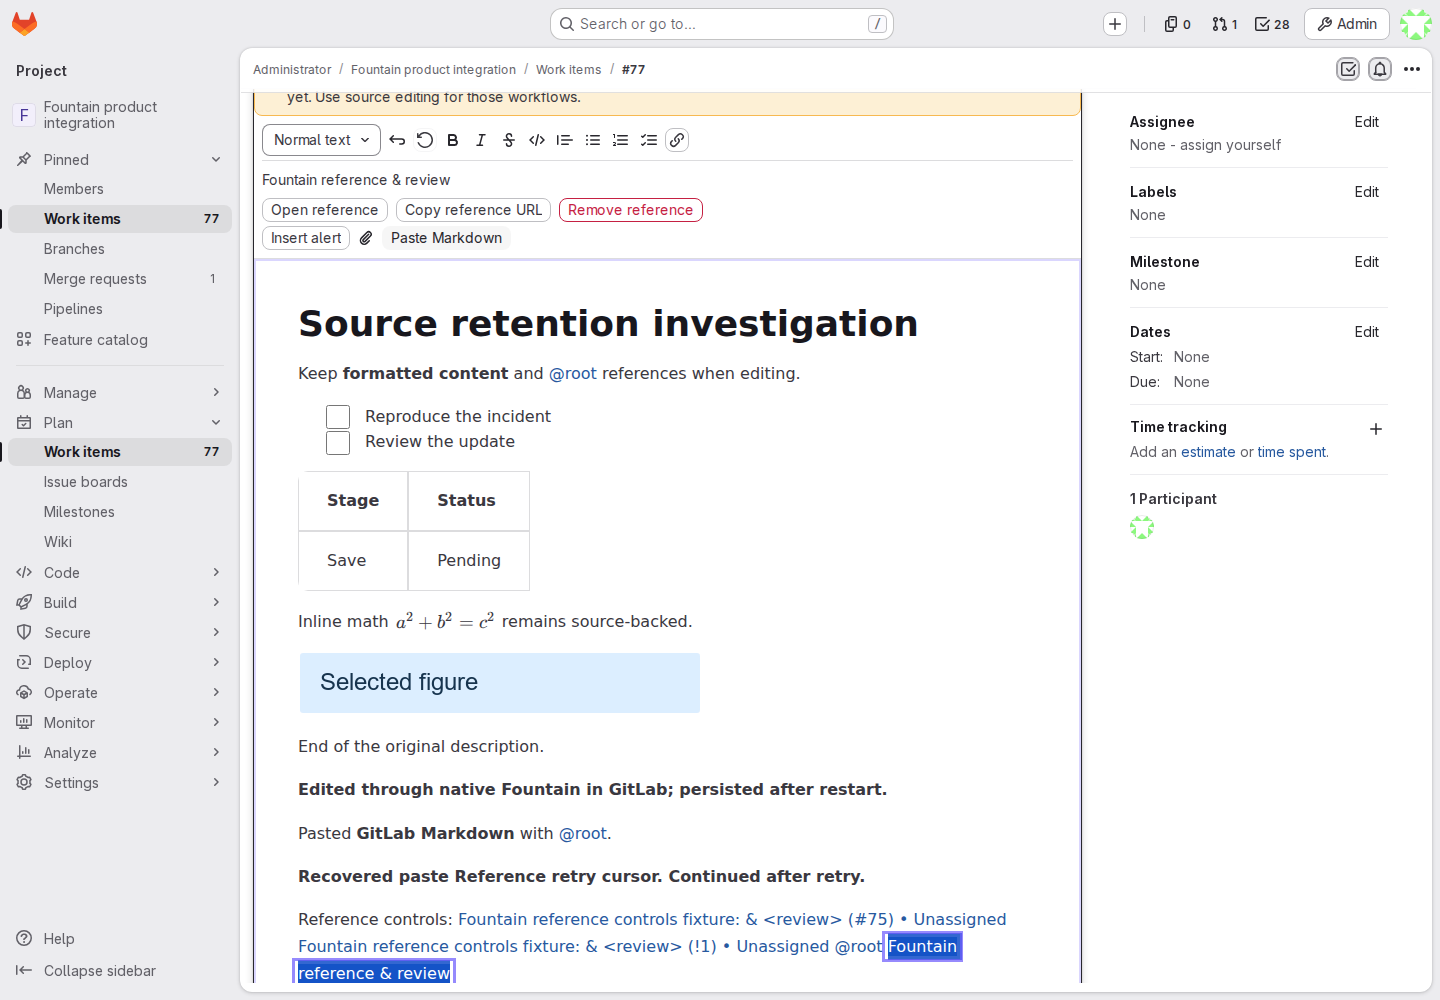 Search or go to...
/
0
1
28
Admin
Project
F
Fountain product integration
Pinned
Members
Work items 77
Branches
Merge requests 1
Pipelines
Feature catalog
Manage
Plan
Work items 77
Issue boards
Milestones
Wiki
Code
Build
Secure
Deploy
Operate
Monitor
Analyze
Settings
Help
Collapse sidebar
Administrator / Fountain product integration / Work items / #77
yet. Use source editing for those workflows.
Normal text
Fountain reference & review
Open reference Copy reference URL Remove reference
Insert alert Paste Markdown
Source retention investigation
Keep formatted content and @root references when editing.
Reproduce the incident
Review the update
Stage Status
Save Pending
Inline math a² + b² = c² remains source-backed.
Selected figure
End of the original description.
Edited through native Fountain in GitLab; persisted after restart.
Pasted GitLab Markdown with @root.
Recovered paste Reference retry cursor. Continued after retry.
Reference controls: Fountain reference controls fixture: & <review> (#75) • Unassigned
Fountain reference controls fixture: & <review> (!1) • Unassigned @root Fountain
reference & review
Assignee Edit
None - assign yourself
Labels Edit
None
Milestone Edit
None
Dates Edit
Start: None
Due: None
Time tracking
Add an estimate or time spent.
1 Participant